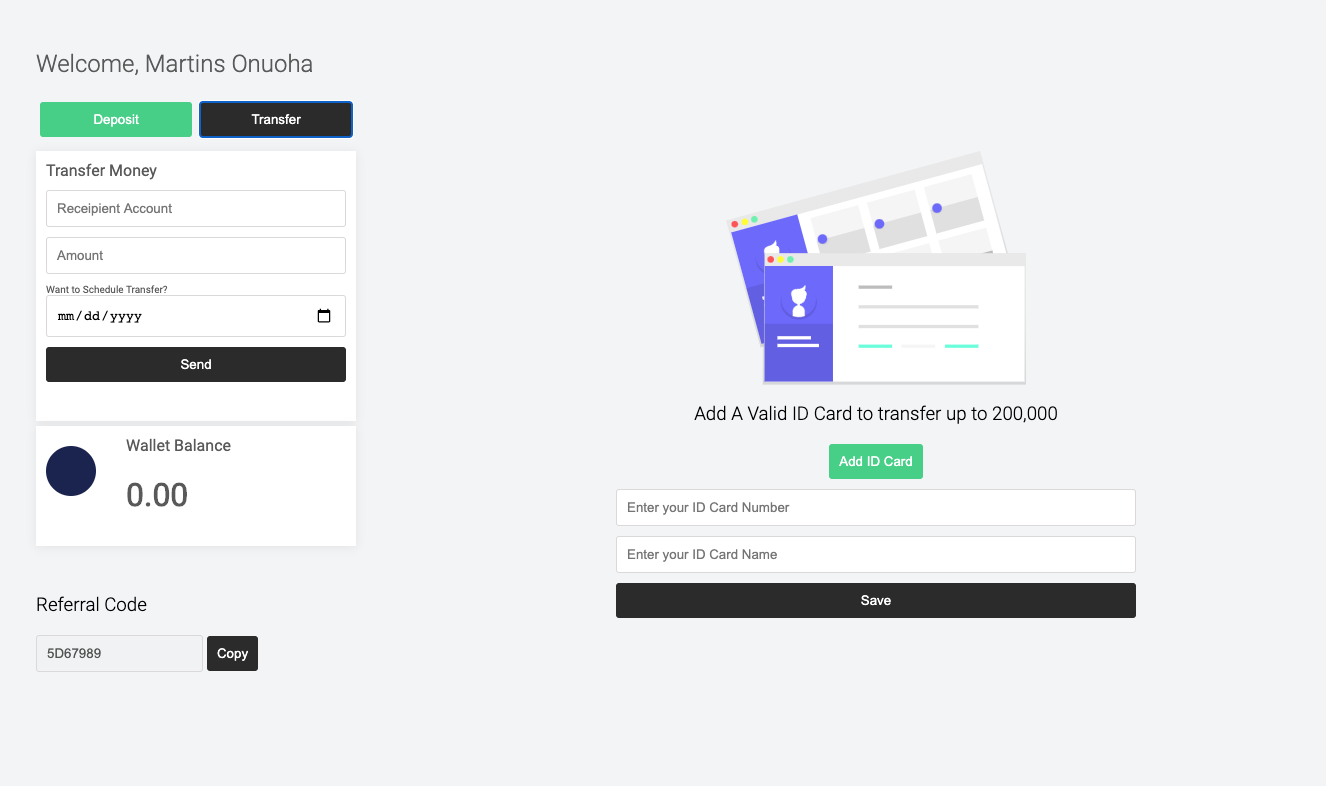 Welcome, Martins Onuoha
Deposit
Transfer
Transfer Money
Receipient Account
Amount
Want to Schedule Transfer?
mm/dd/yyyy
Send
Wallet Balance
0.00
Referral Code
5D67989
Copy
Add A Valid ID Card to transfer up to 200,000
Add ID Card
Enter your ID Card Number
Enter your ID Card Name
Save